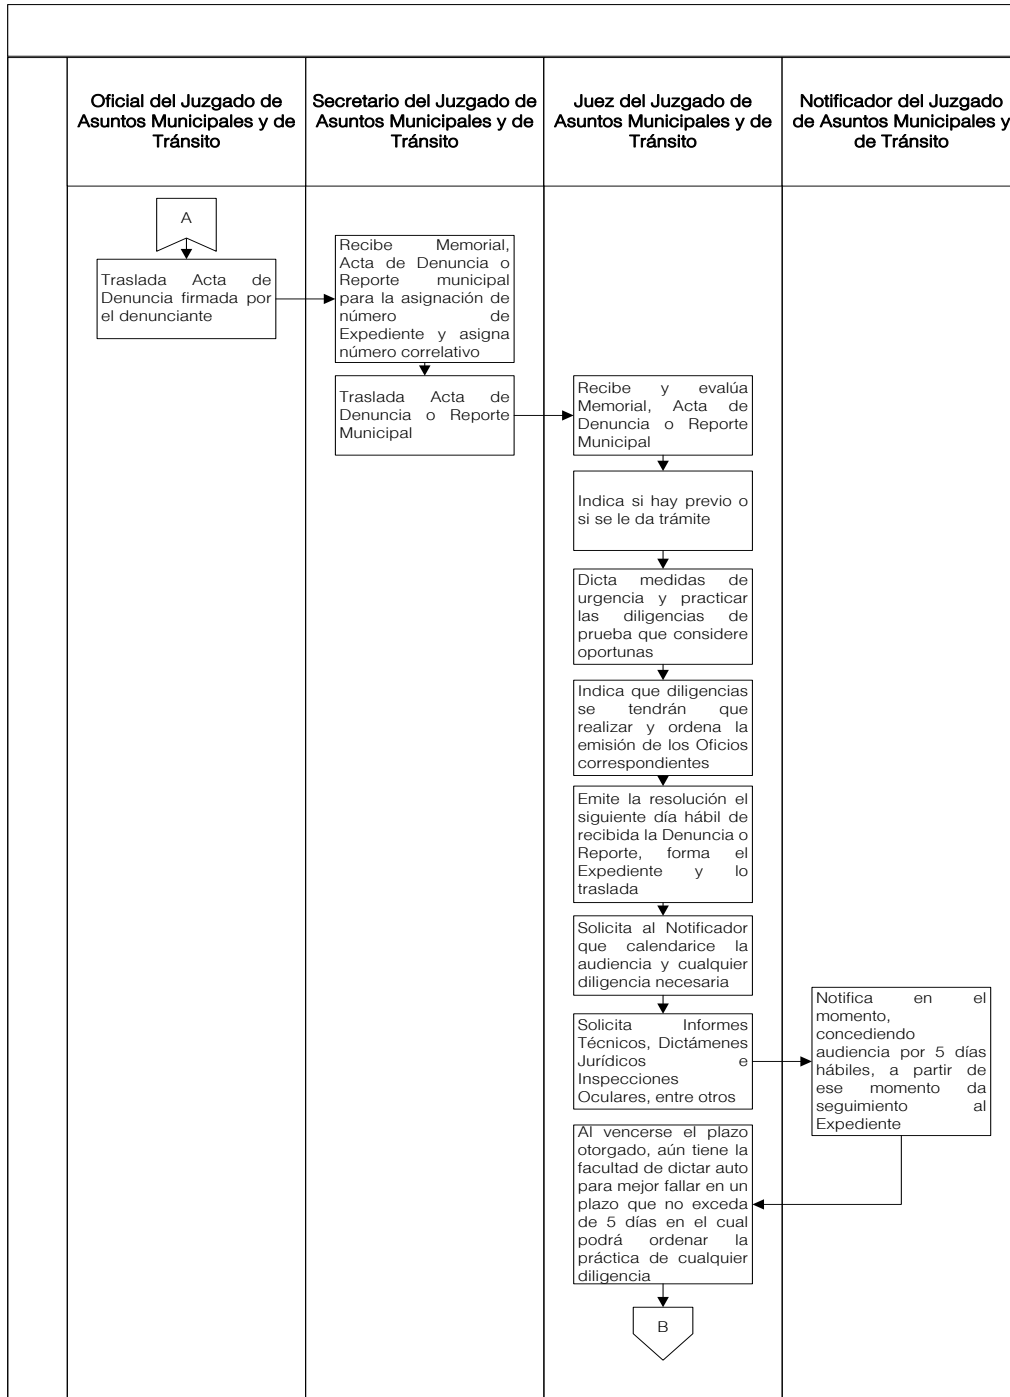 Oficial del Juzgado de
Asuntos Municipales y de
Tránsito
Secretario del Juzgado de
Asuntos Municipales y de
Tránsito
Juez del Juzgado de
Asuntos Municipales y de
Tránsito
Notificador del Juzgado
de Asuntos Municipales y
de Tránsito
A
Traslada Acta de
Denuncia firmada por
el denunciante
Recibe Memorial,
Acta de Denuncia o
Reporte municipal
para la asignación de
número de
Expediente y asigna
número correlativo
Traslada Acta de
Denuncia o Reporte
Municipal
Recibe y evalúa
Memorial, Acta de
Denuncia o Reporte
Municipal
Indica si hay previo o
si se le da trámite
Dicta medidas de
urgencia y practicar
las diligencias de
prueba que considere
oportunas
Indica que diligencias
se tendrán que
realizar y ordena la
emisión de los Oficios
correspondientes
Emite la resolución el
siguiente día hábil de
recibida la Denuncia o
Reporte, forma el
Expediente y lo
traslada
Solicita al Notificador
que calendarice la
audiencia y cualquier
diligencia necesaria
Solicita Informes
Técnicos, Dictámenes
Jurídicos e
Inspecciones
Oculares, entre otros
Notifica en el
momento,
concediendo
audiencia por 5 días
hábiles, a partir de
ese momento da
seguimiento al
Expediente
Al vencerse el plazo
otorgado, aún tiene la
facultad de dictar auto
para mejor fallar en un
plazo que no exceda
de 5 días en el cual
podrá ordenar la
práctica de cualquier
diligencia
B